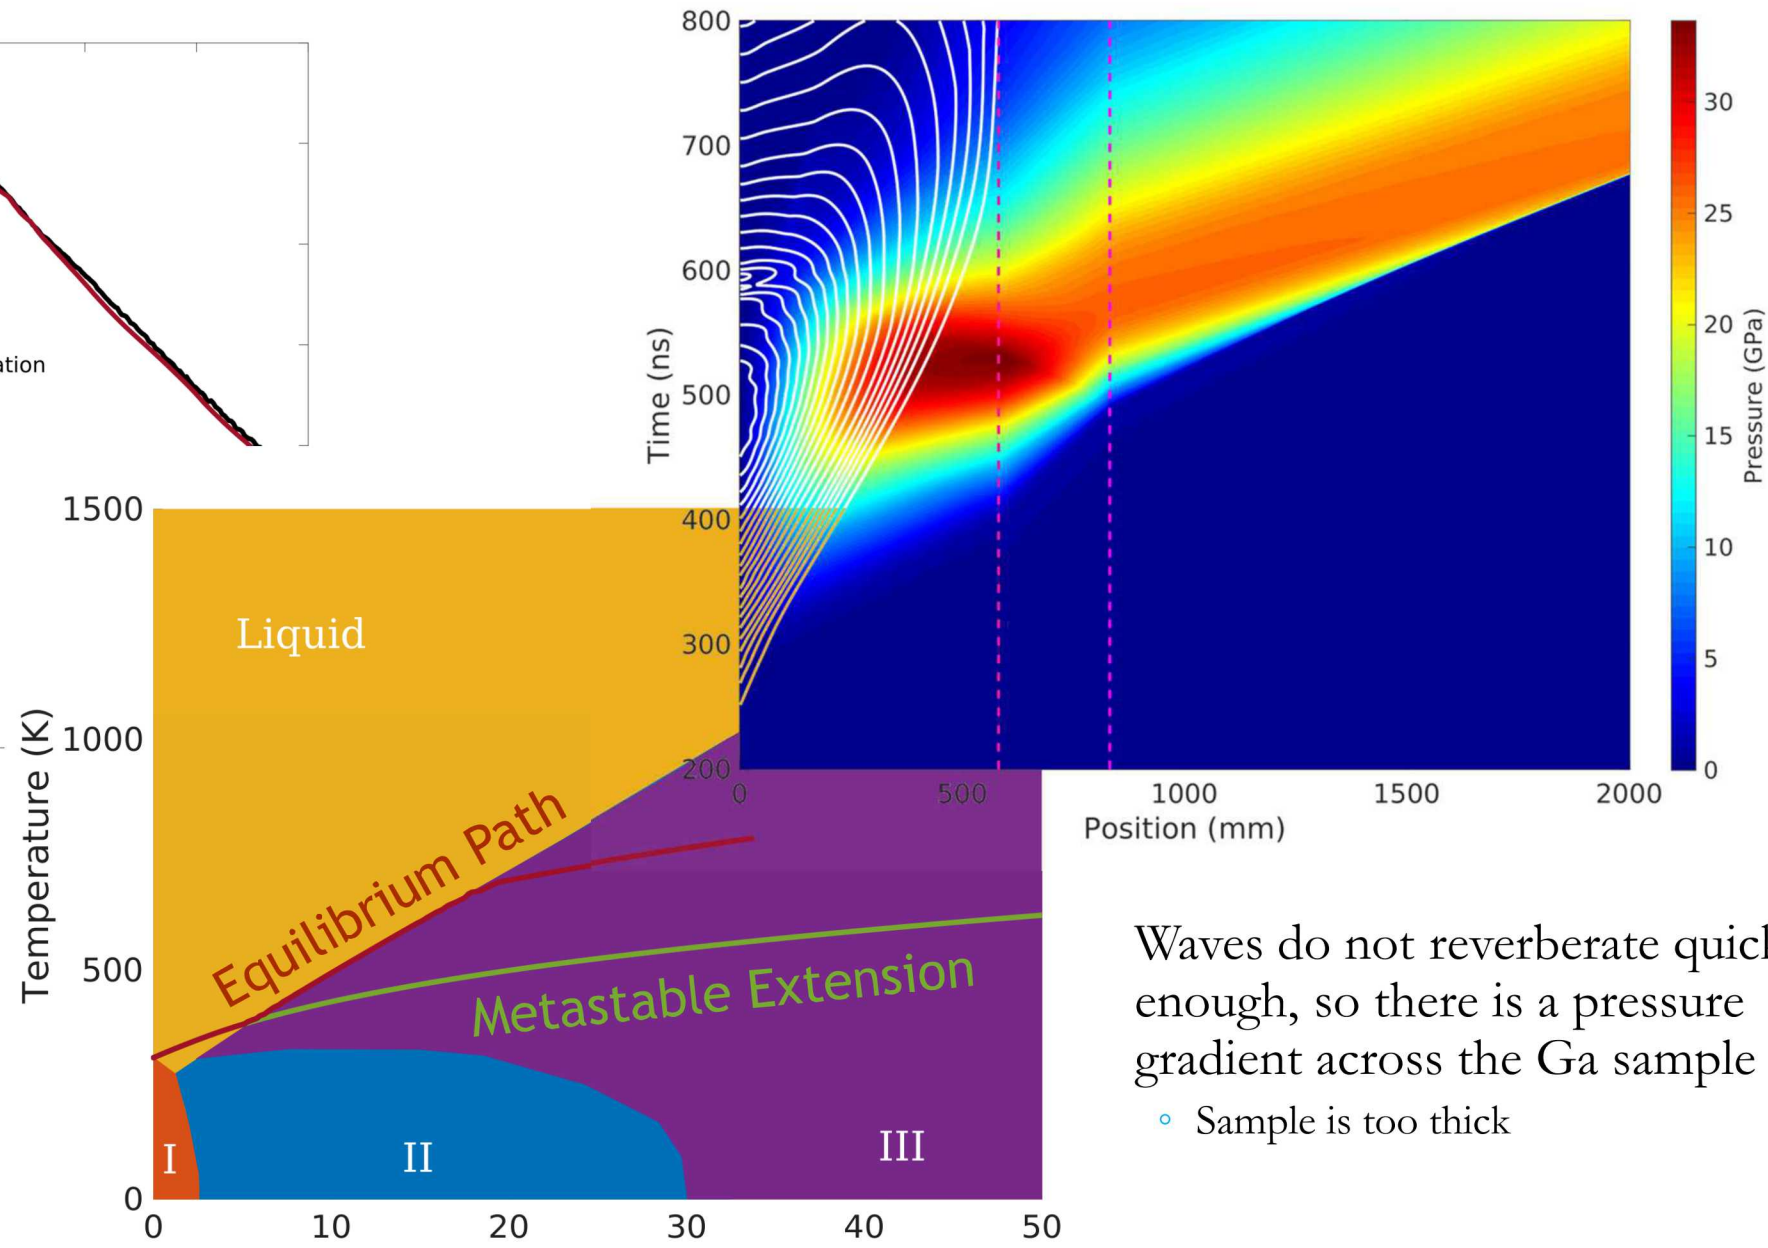 800
700
600
500
400
300
200
Time (ns)
0
500
1000
1500
2000
Position (mm)
30
25
20
15
10
5
0
Pressure (GPa)
ation
1500
1000
500
0
Temperature (K)
Liquid
Equilibrium Path
Metastable Extension
I
II
III
0
10
20
30
40
50
Waves do not reverberate quick
enough, so there is a pressure
gradient across the Ga sample
◦ Sample is too thick